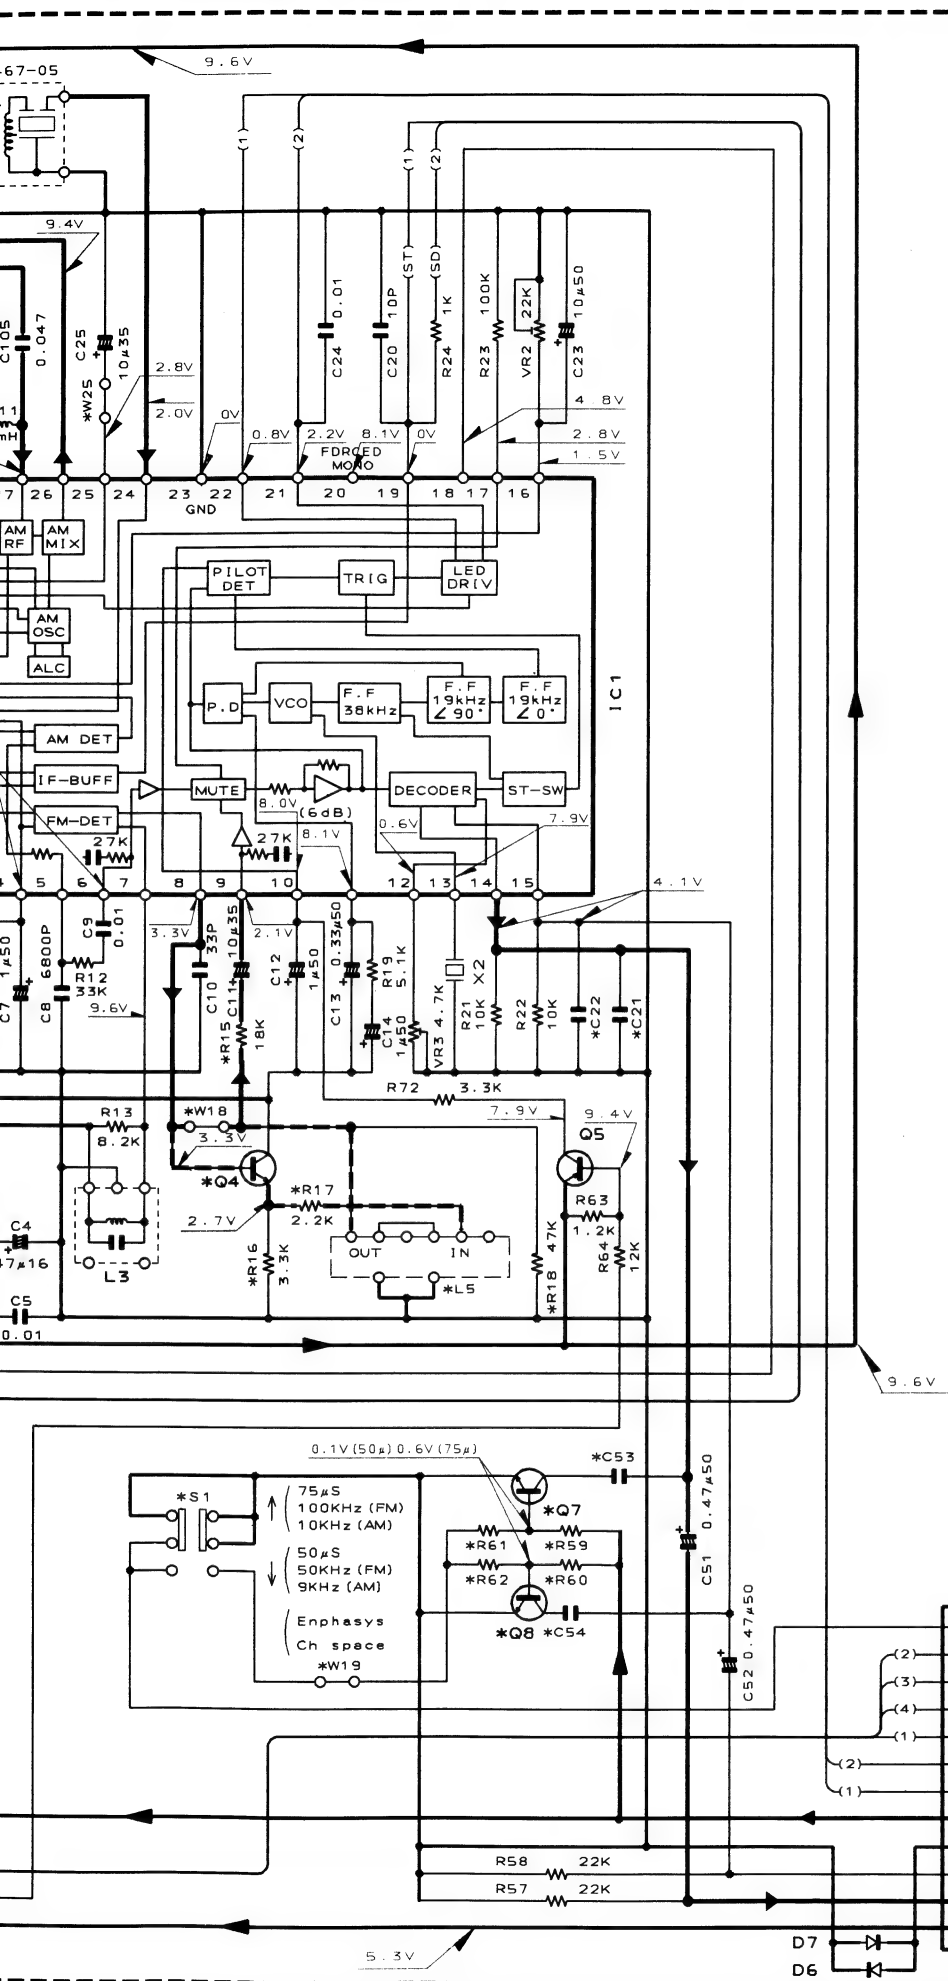 9.6V
-67-05
(1)
(2)
(1)
(2)
9.4V
(ST)
(SD)
C105
0.047
C25
10µ35
*W25
2.8V
2.0V
0.01
C24
10P
C20
1K
R24
100K
R23
22K
VR2
10µ50
C23
4.8V
11
mH
0V
0.8V
2.2V
8.1V
0V
2.8V
FORCED
MONO
1.5V
7 26 25 24 23 22 21 20 19 18 17 16
GND
AM
RF
AM
MIX
PILOT
DET
TRIG
LED
DRIV
AM
OSC
ALC
IC1
P.D
VCO
F.F
38kHz
F.F
19kHz
∠90°
F.F
19kHz
∠0°
AM DET
IF-BUFF
MUTE
DECODER
ST-SW
8.0V
(6dB)
FM-DET
27K
27K
8.1V
0.6V
7.9V
4 5 6 7 8 9 10 12 13 14 15
4.1V
1µ50
C7
6800P
C8
C9
0.01
R12
33K
9.6V
3.3V
33P
C10
10µ35
C11
2.1V
*R15
18K
C12
1µ50
0.33µ50
C13
R19
5.1K
C14
1µ50
VR3 4.7K
X2
R21
10K
R22
10K
*C22
*C21
R72 3.3K
R13
8.2K
*W18
3.3V
7.9V
9.4V
Q5
*Q4
*R17
2.2K
R63
1.2K
2.7V
C4
47µ16
*R16
3.3K
OUT
IN
*R18 47K
R64
12K
L3
*L5
C5
0.01
9.6V
0.1V(50µ)0.6V(75µ)
*C53
*S1
75µS
100KHz(FM)
10KHz(AM)
*Q7
*R61
*R59
50µS
50KHz(FM)
9KHz(AM)
*R62
*R60
C51 0.47µ50
Enphasys
Ch space
*Q8 *C54
*W19
C52 0.47µ50
(2)
(3)
(4)
(1)
(2)
(1)
R58 22K
R57 22K
5.3V
D7
D6